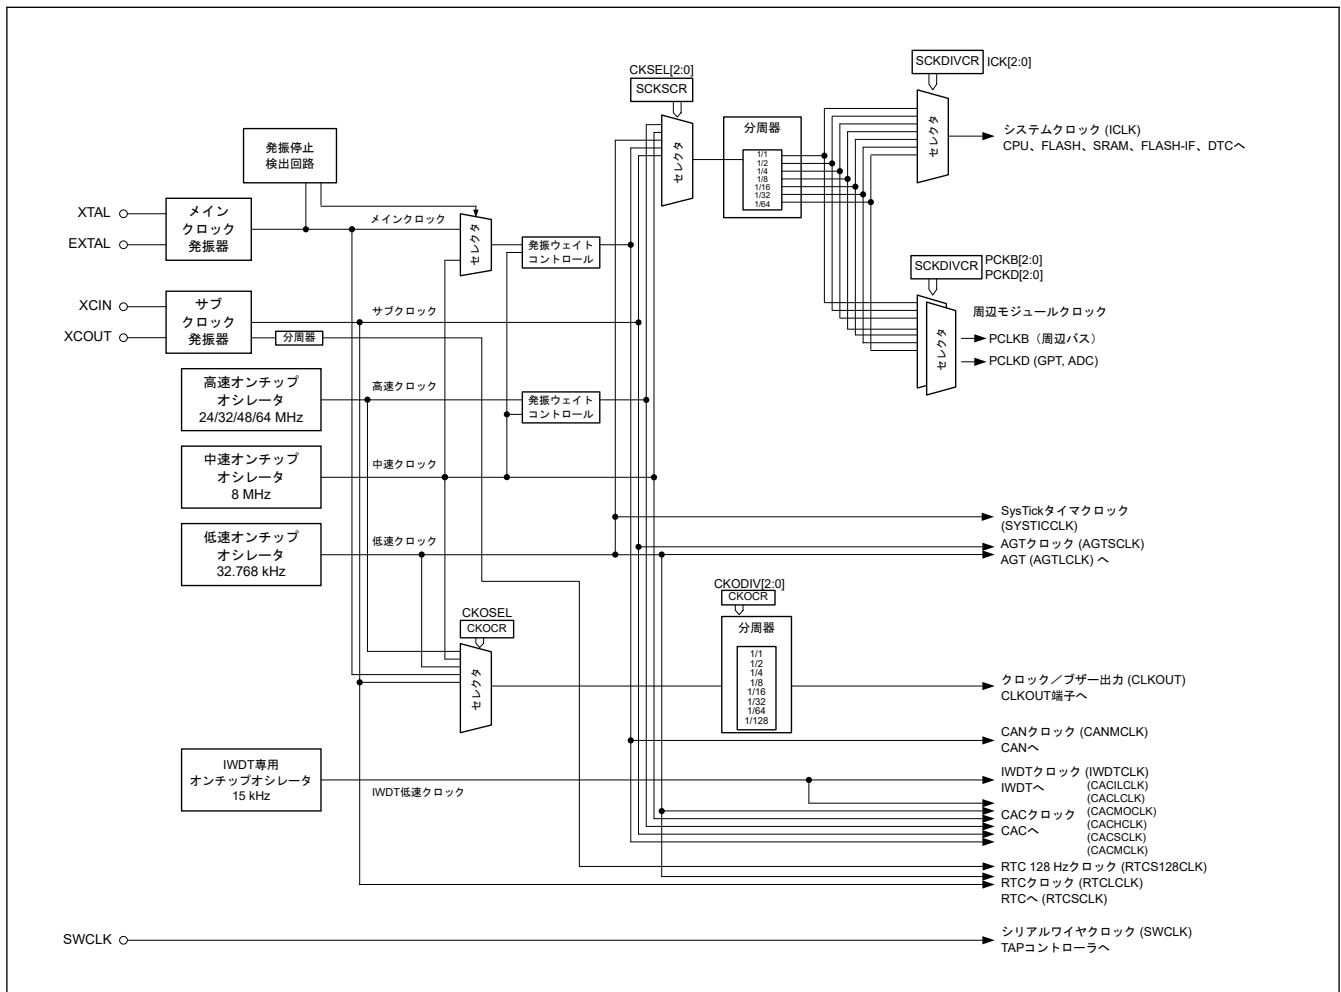 SCKDIVCR ICK[2:0]
CKSEL[2:0]
SCKSCR
セレクタ
分周器
1/1
1/2
1/4
1/8
1/16
1/32
1/64
セレクタ
システムクロック (ICLK)
CPU、FLASH、SRAM、FLASH-IF、DTCへ
発振停止
検出回路
XTAL
EXTAL
メイン
クロック
発振器
メインクロック
セレクタ
発振ウェイト
コントロール
SCKDIVCR
PCKB[2:0]
PCKD[2:0]
セレクタ
周辺モジュールクロック
PCLKB（周辺バス）
PCLKD (GPT, ADC)
XCIN
XCOUT
サブ
クロック
発振器
サブクロック
分周器
高速オンチップ
オシレータ
24/32/48/64 MHz
高速クロック
発振ウェイト
コントロール
中速オンチップ
オシレータ
8 MHz
中速クロック
低速オンチップ
オシレータ
32.768 kHz
低速クロック
SysTickタイマクロック
(SYSTICCLK)
AGTクロック (AGTSCLK)
AGT (AGTLCLK) へ
CKOSEL
CKOCR
セレクタ
CKODIV[2:0]
CKOCR
分周器
1/1
1/2
1/4
1/8
1/16
1/32
1/64
1/128
クロック／ブザー出力 (CLKOUT)
CLKOUT端子へ
CANクロック (CANMCLK)
CANへ
IWDT専用
オンチップオシレータ
15 kHz
IWDT低速クロック
IWDTクロック (IWDTCLK)
IWDTへ
(CACILCLK)
(CACLCLK)
CACクロック
(CACMOCLK)
(CACHCLK)
CACへ
(CACSCLK)
(CACMCLK)
RTC 128 Hzクロック (RTCS128CLK)
RTCクロック (RTCLCLK)
RTCへ (RTCSCLK)
SWCLK
シリアルワイヤクロック (SWCLK)
TAPコントローラへ